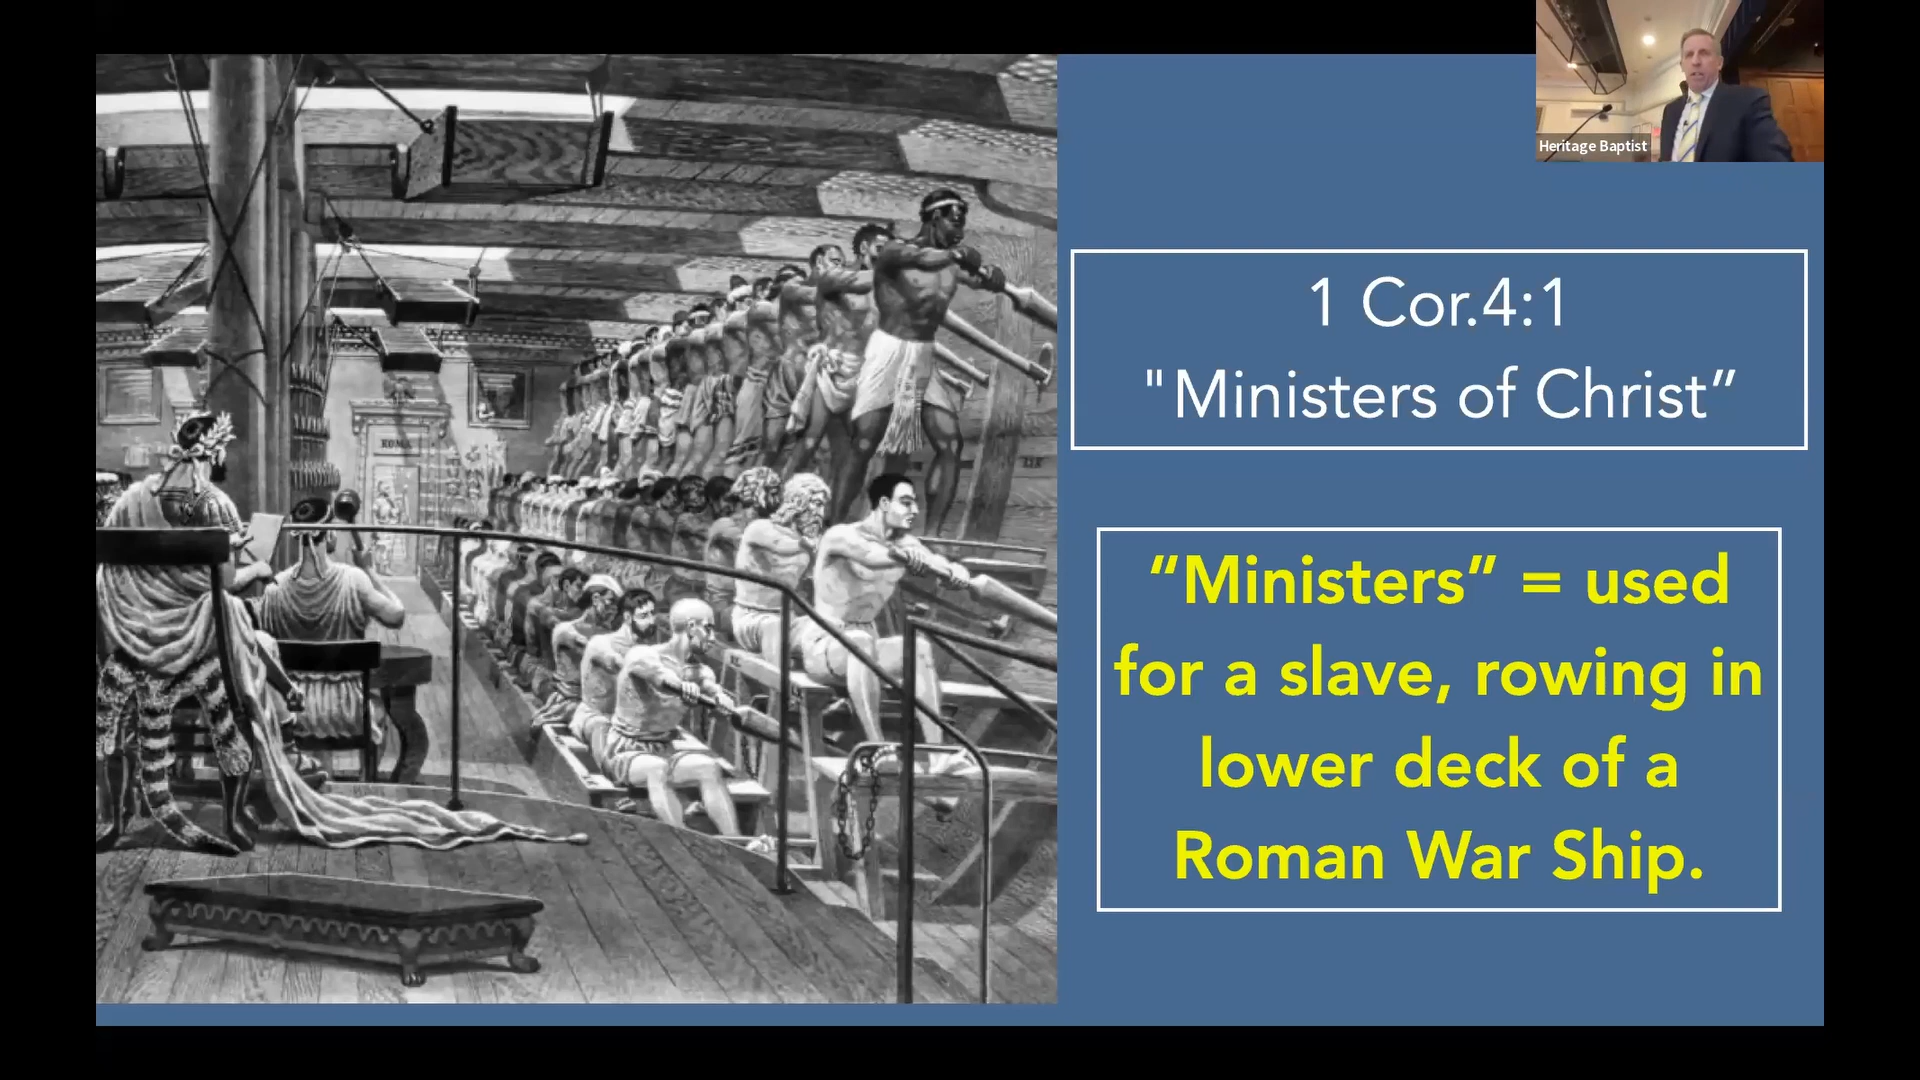 Heritage Baptist
1 Cor.4:1
"Ministers of Christ”
“Ministers” = used
for a slave, rowing in
lower deck of a
Roman War Ship.
ROMA